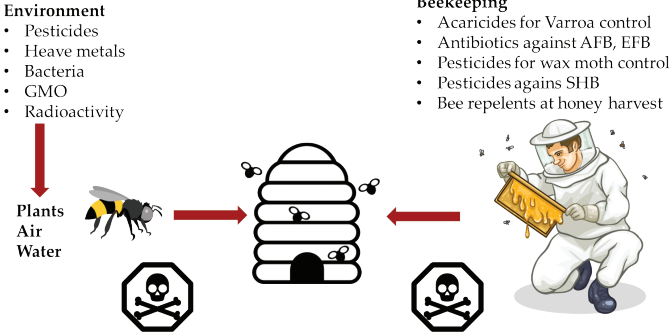 Environment
• Pesticides
• Heave metals
• Bacteria
• GMO
• Radioactivity
Plants
Air
Water
Beekeeping
• Acaricides for Varroa control
• Antibiotics against AFB, EFB
• Pesticides for wax moth control
• Pesticides agains SHB
• Bee repelents at honey harvest